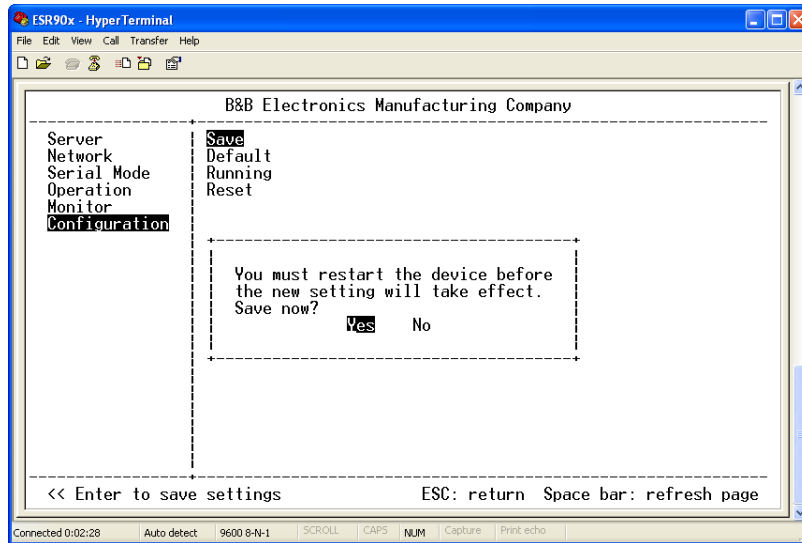 ESR90x - HyperTerminal
File Edit View Call Transfer Help
B&B Electronics Manufacturing Company
Server
Network
Serial Mode
Operation
Monitor
Configuration
Save
Default
Running
Reset
You must restart the device before
the new setting will take effect.
Save now?
Yes No
<< Enter to save settings ESC: return Space bar: refresh page
Connected 0:02:28 Auto detect 9600 8-N-1 SCROLL CAPS NUM Capture Print echo